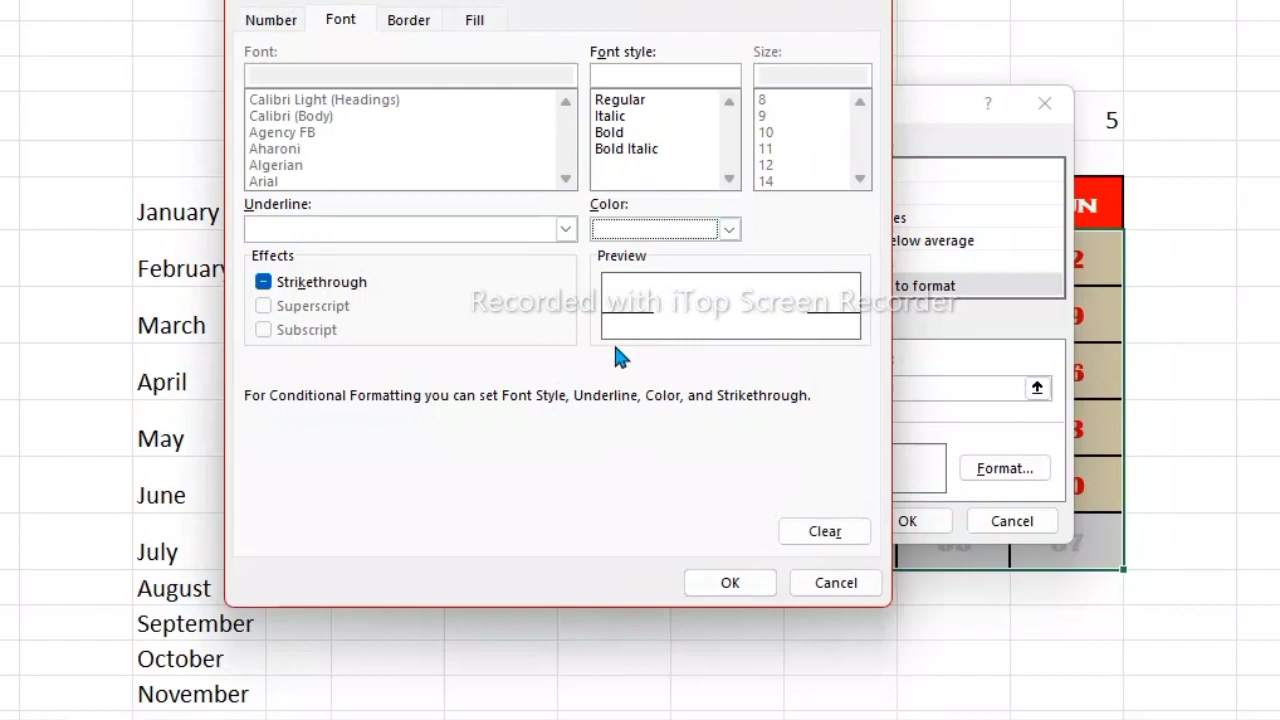 Number Font Border Fill
Font: Font style: Size:
Calibri Light (Headings) Regular 8
Calibri (Body) Italic 9
Agency FB Bold 10
Aharoni Bold Italic 11
Algerian 12
Arial 14
Underline: Color:
Effects Preview
Strikethrough
Superscript
Subscript
For Conditional Formatting you can set Font Style, Underline, Color, and Strikethrough.
Clear
OK Cancel
Recorded with iTop Screen Recorder
?
es
elow average
to format
Format...
OK Cancel
5
January
February
March
April
May
June
July
August
September
October
November